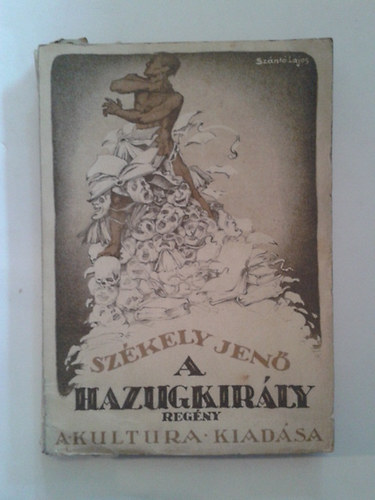 Szántó Lajos
SZÉKELY JENŐ
A
HAZUGKIRÁLY
REGÉNY
A·KULTURA·KIADÁSA